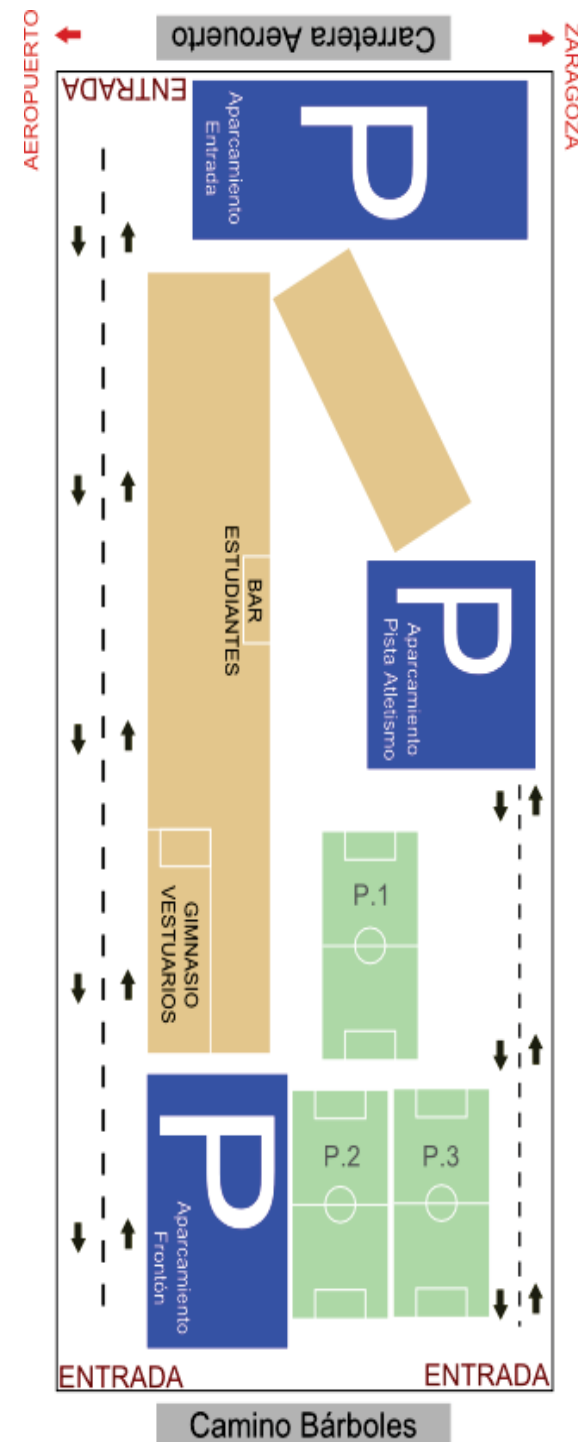 Carretera Aerouerto
AEROPUERTO
ZARAGOZA
ENTRADA
P
Aparcamiento
Entrada
BAR
ESTUDIANTES
P
Aparcamiento
Pista Atletismo
P.1
GIMNASIO
VESTUARIOS
P
Aparcamiento
Frontón
P.2
P.3
ENTRADA
ENTRADA
Camino Bárboles